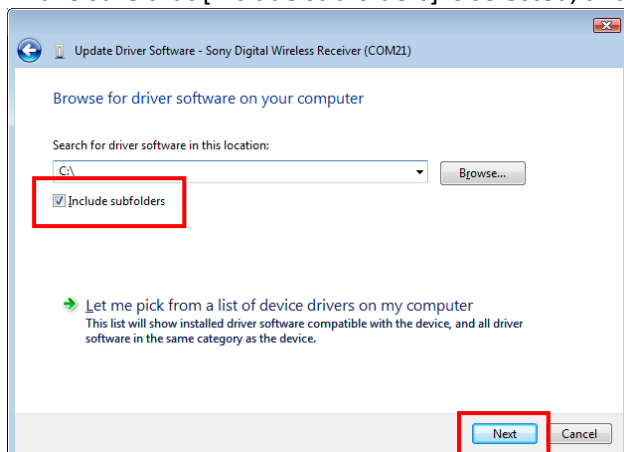 Update Driver Software - Sony Digital Wireless Receiver (COM21)
Browse for driver software on your computer
Search for driver software in this location:
C:\
Browse...
Include subfolders
Let me pick from a list of device drivers on my computer
This list will show installed driver software compatible with the device, and all driver
software in the same category as the device.
Next
Cancel